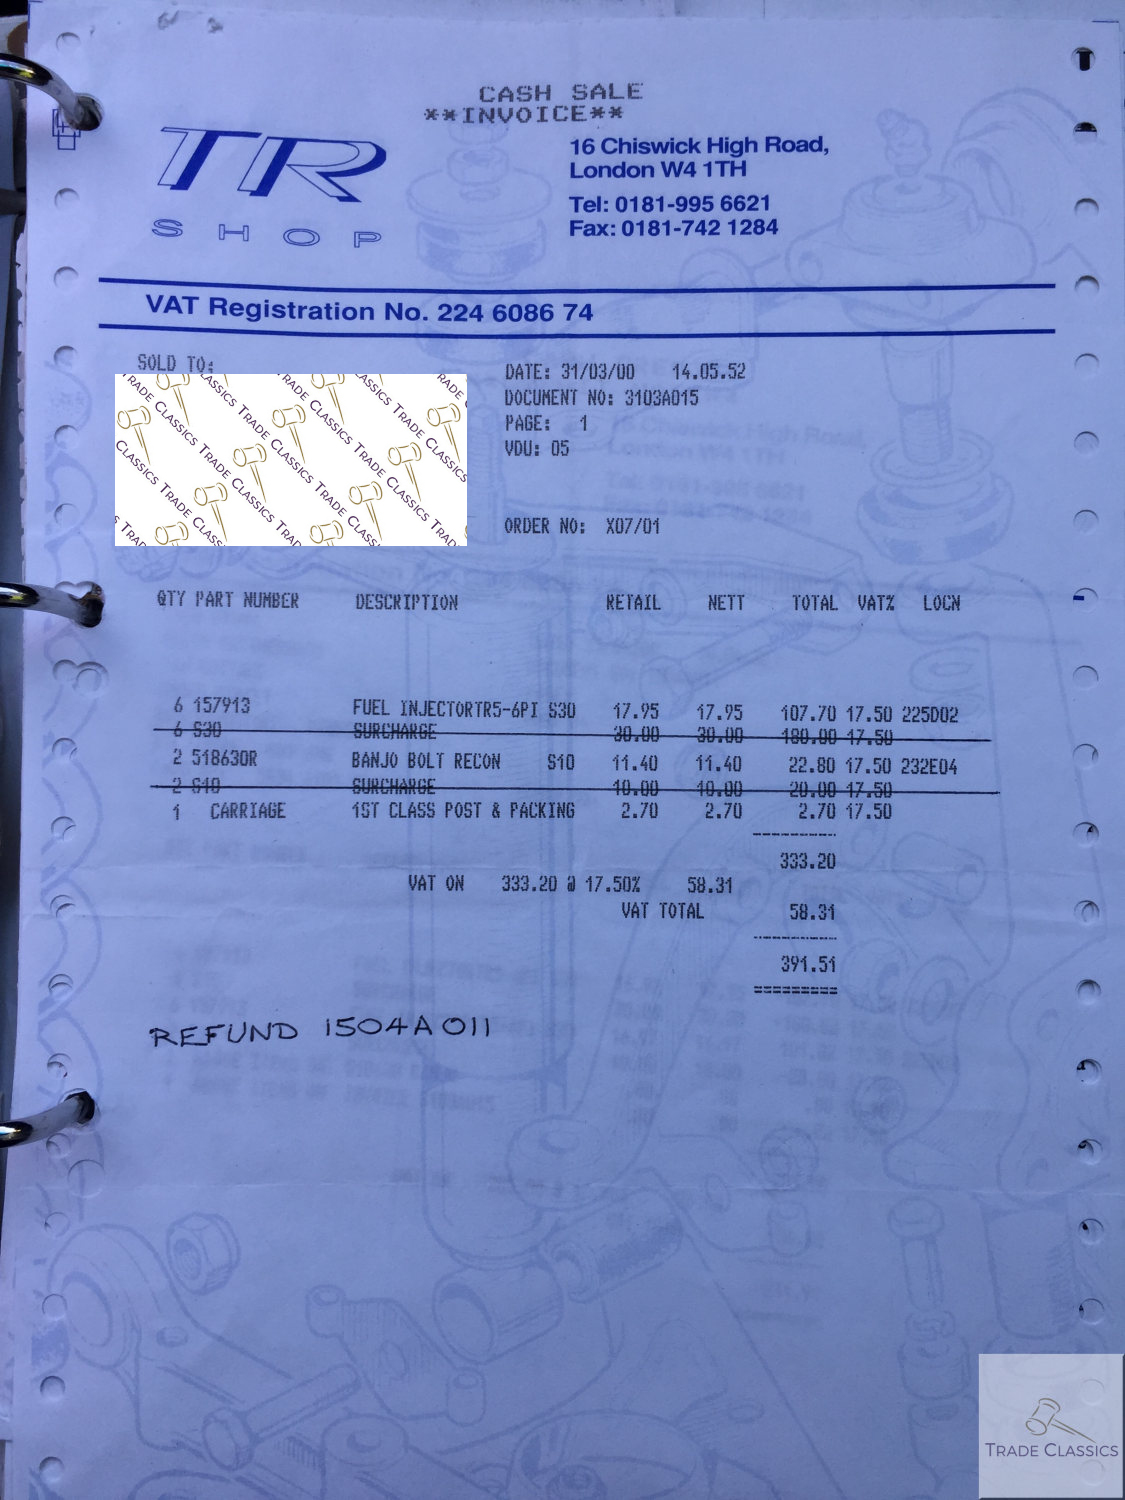 CASH SALE
**INVOICE**
TR
SHOP
16 Chiswick High Road,
London W4 1TH
Tel: 0181-995 6621
Fax: 0181-742 1284
VAT Registration No. 224 6086 74
SOLD TO:
DATE: 31/03/00 14.05.52
DOCUMENT NO: 3103A015
PAGE: 1
VDU: 05
ORDER NO: X07/01
QTY PART NUMBER DESCRIPTION RETAIL NETT TOTAL VAT% LOCN
6 157913 FUEL INJECTORTR5-6PI S30 17.95 17.95 107.70 17.50 225D02
6 S30 SURCHARGE 30.00 30.00 180.00 17.50
2 518630R BANJO BOLT RECON S10 11.40 11.40 22.80 17.50 232E04
2 S10 SURCHARGE 10.00 10.00 20.00 17.50
1 CARRIAGE 1ST CLASS POST & PACKING 2.70 2.70 2.70 17.50
333.20
VAT ON 333.20 @ 17.50% 58.31
VAT TOTAL 58.31
391.51
REFUND 1504A011
TRADE CLASSICS